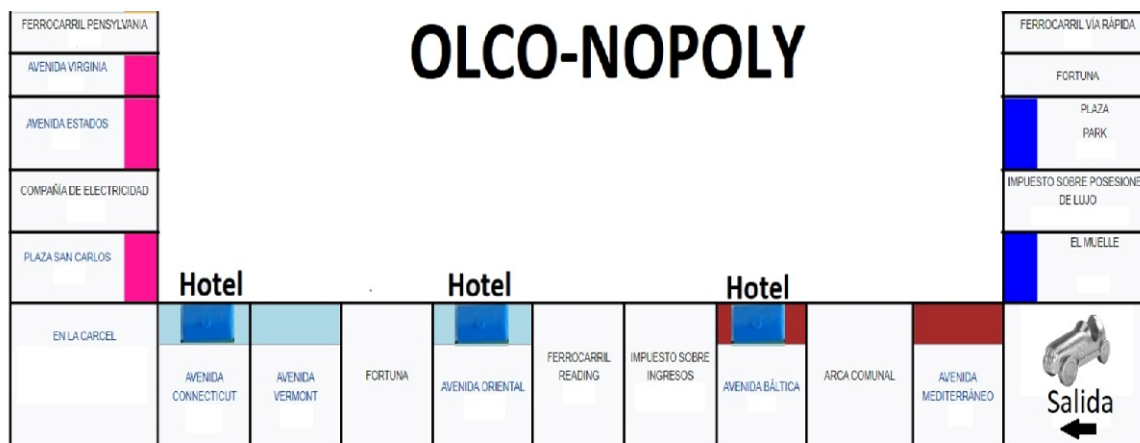 FERROCARRIL PENSYLVANIA
OLCO-NOPOLY
FERROCARRIL VÍA RÀPIDA
AVENIDA VIRGINIA
FORTUNA
AVENIDA ESTADOS
PLAZA
PARK
COMPAÑÍA DE ELECTRICIDAD
IMPUESTO SOBRE POSESIONE
DE LUJO
PLAZA SAN CARLOS
EL MUELLE
Hotel
Hotel
Hotel
EN LA CARCEL
AVENIDA
CONNECTICUT
AVENIDA
VERMONT
FORTUNA
AVENIDA ORIENTAL
FERROCARRIL
READING
IMPUESTO SOBRE
INGRESOS
AVENIDA BÁLTICA
ARCA COMUNAL
AVENIDA
MEDITERRÁNEO
Salida